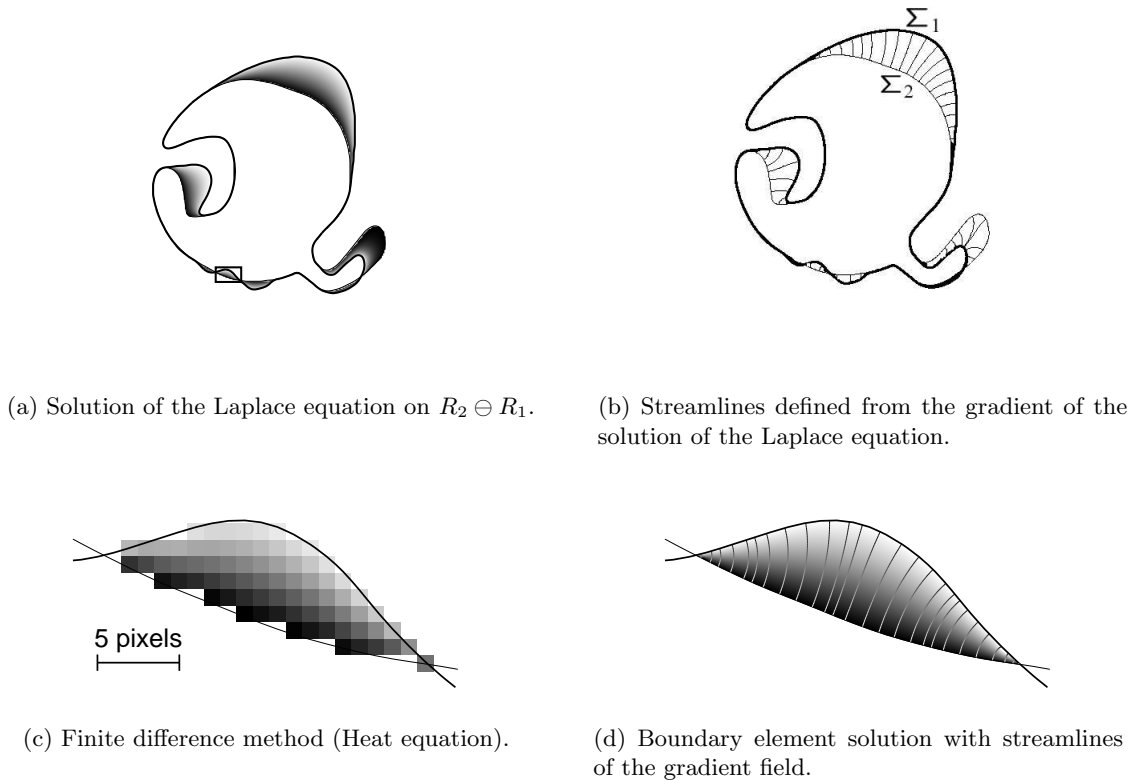 Σ1
Σ2
(a) Solution of the Laplace equation on R2 ⊖ R1.
(b) Streamlines defined from the gradient of the
solution of the Laplace equation.
5 pixels
(c) Finite difference method (Heat equation).
(d) Boundary element solution with streamlines
of the gradient field.